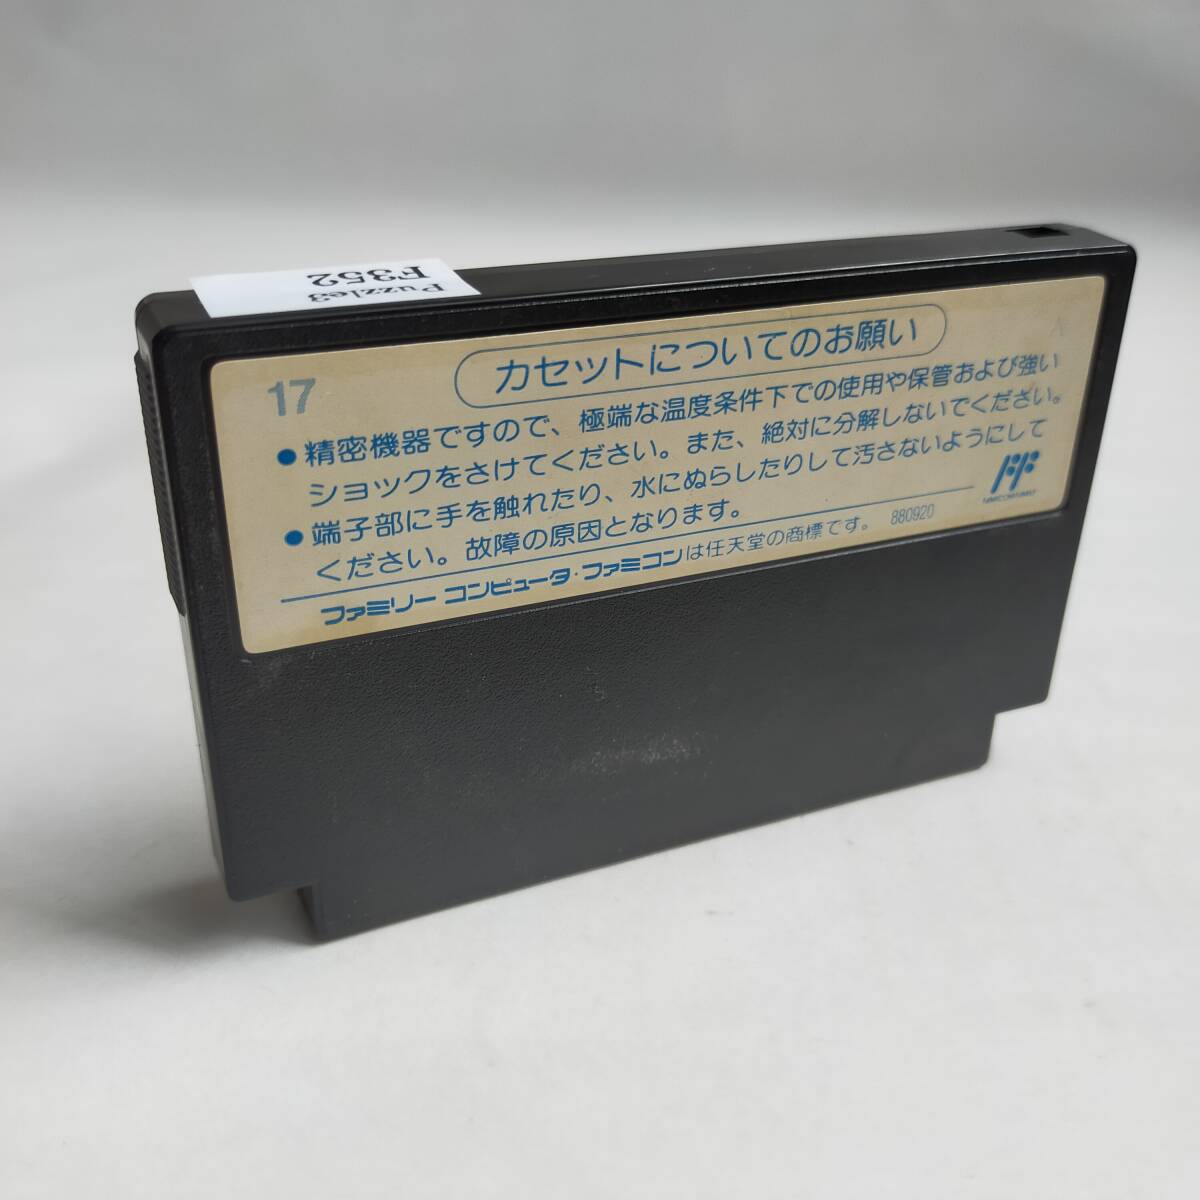 Puzzle3
F352
17
カセットについてのお願い
●精密機器ですので、極端な温度条件下での使用や保管および強い
ショックをさけてください。また、絶対に分解しないでください。
●端子部に手を触れたり、水にぬらしたりして汚さないようにして
ください。故障の原因となります。
ファミリー コンピュータ・ファミコンは任天堂の商標です。 880920